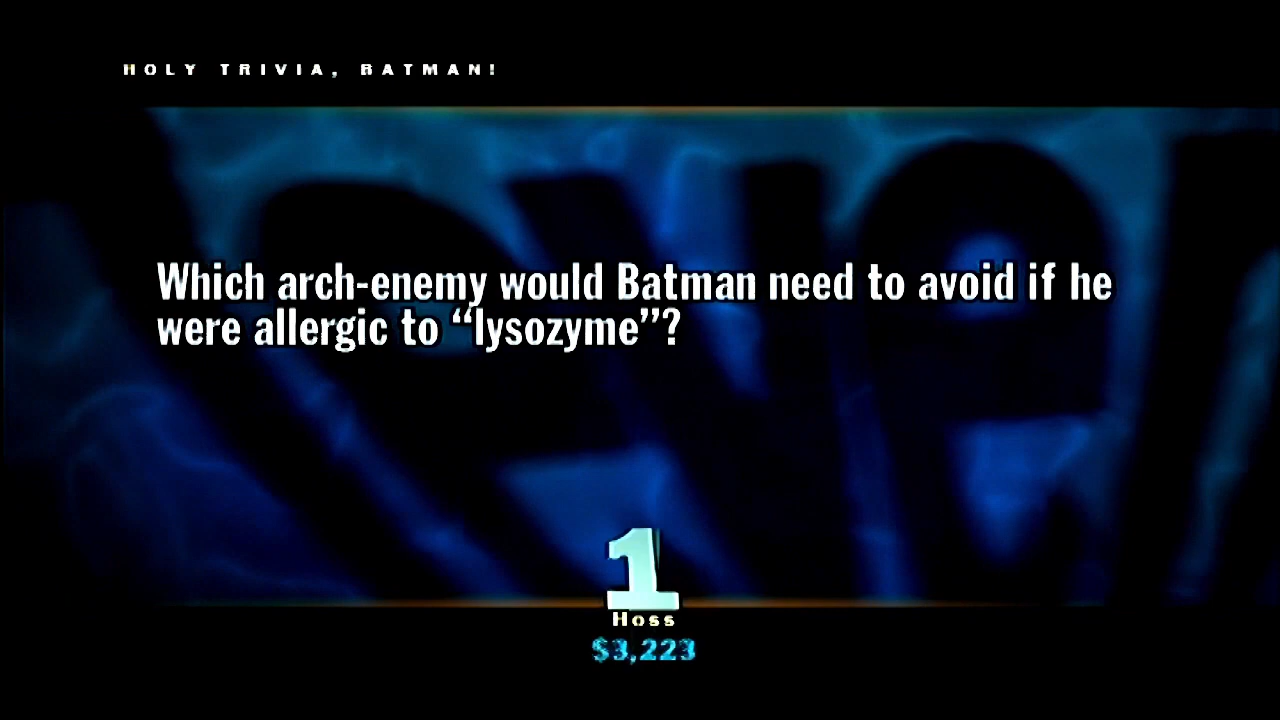 HOLY TRIVIA, BATMAN!
Which arch-enemy would Batman need to avoid if he
were allergic to “lysozyme”?
1
Hoss
$3,223